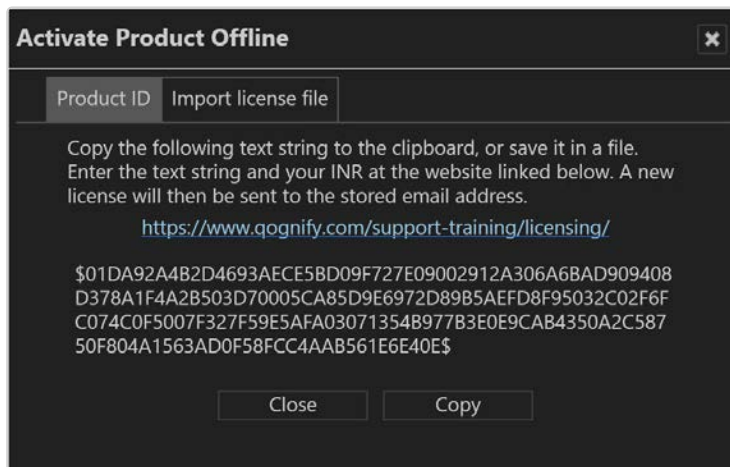 Activate Product Offline
Product ID
Import license file
Copy the following text string to the clipboard, or save it in a file.
Enter the text string and your INR at the website linked below. A new
license will then be sent to the stored email address.
https://www.qognify.com/support-training/licensing/
$01DA92A4B2D4693AECE5BD09F727E09002912A306A6BAD909408
D378A1F4A2B503D70005CA85D9E6972D89B5AEFD8F95032C02F6F
C074C0F5007F327F59E5AFA03071354B977B3E0E9CAB4350A2C587
50F804A1563AD0F58FCC4AAB561E6E40E$
Close
Copy